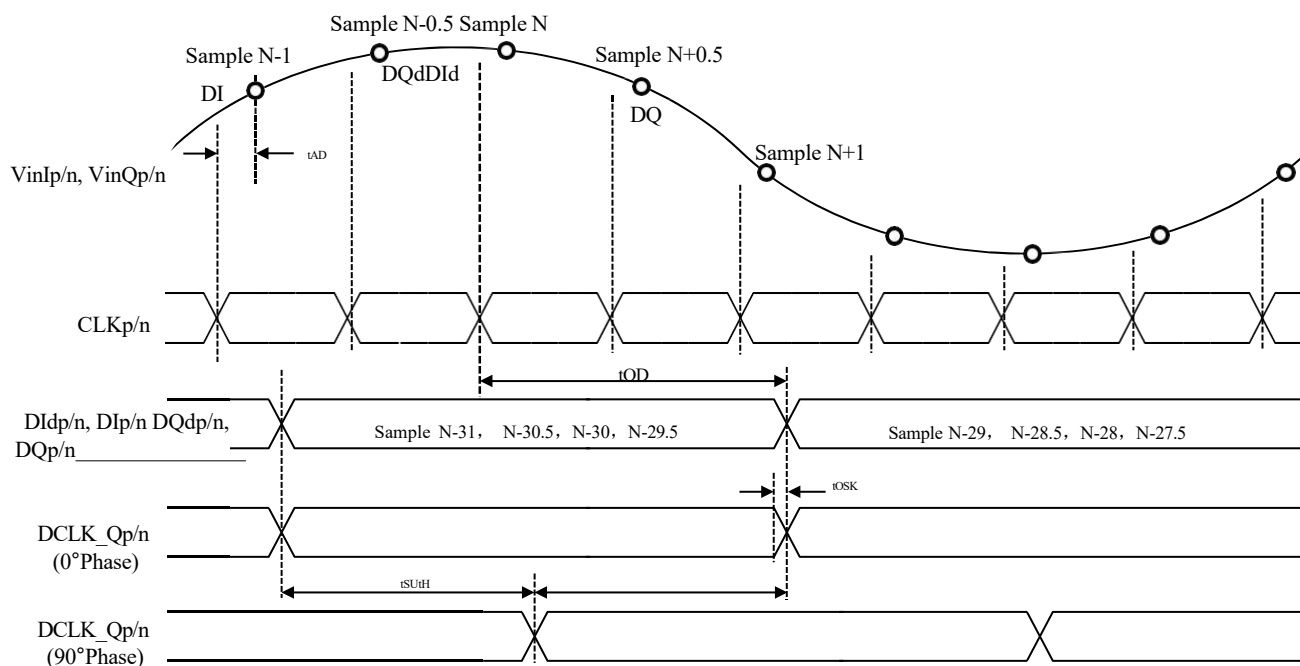 Sample N-0.5 Sample N
Sample N-1
Sample N+0.5
DI
DQdDId
DQ
tAD
Sample N+1
VinIp/n, VinQp/n
CLKp/n
tOD
DIdp/n, DIp/n DQdp/n,
DQp/n
Sample N-31， N-30.5，N-30，N-29.5
Sample N-29， N-28.5，N-28，N-27.5
tOSK
DCLK_Qp/n
(0°Phase)
tSUtH
DCLK_Qp/n
(90°Phase)